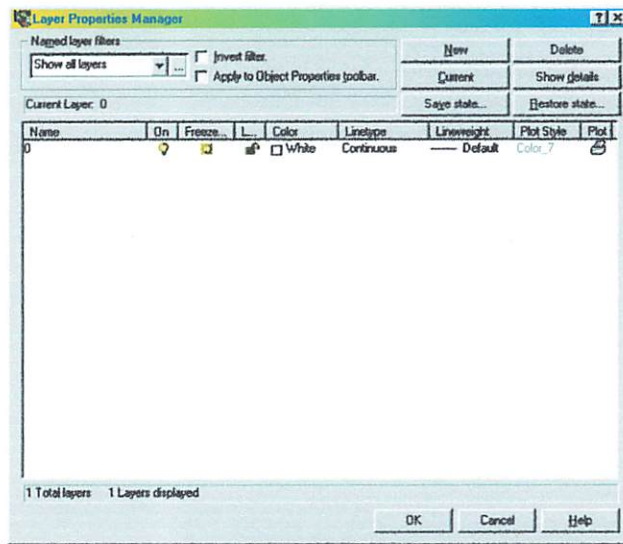 Layer Properties Manager
Named layer filters
Show all layers
...
Invert filter.
Apply to Object Properties toolbar.
New
Delete
Current
Show details
Current Layer: 0
Save state...
Restore state...
Name On Freeze... L... Color Linetype Lineweight Plot Style Plot
0 White Continuous Default Color_7
1 Total layers 1 Layers displayed
OK Cancel Help